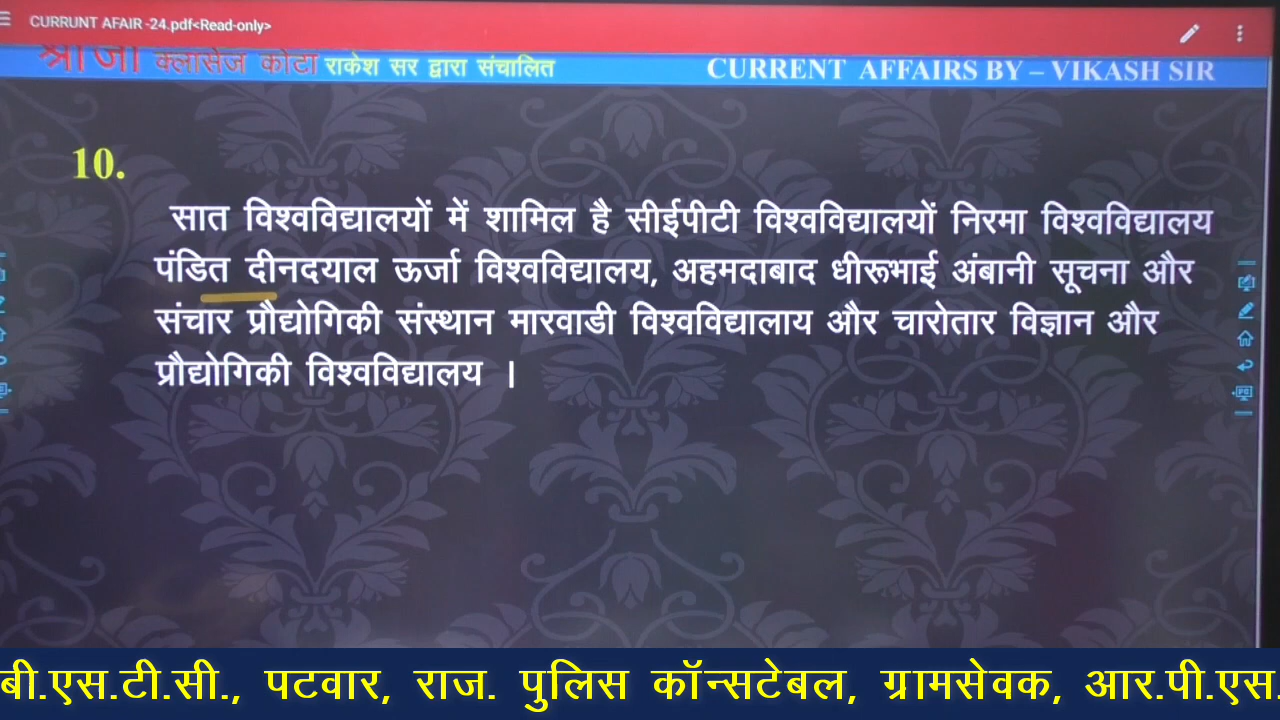 CURRUNT AFAIR -24.pdf<Read-only>
श्रीजी क्लासेज कोटा राकेश सर द्वारा संचालित CURRENT AFFAIRS BY – VIKASH SIR
10.
सात विश्वविद्यालयों में शामिल है सीईपीटी विश्वविद्यालयों निरमा विश्वविद्यालय
पंडित दीनदयाल ऊर्जा विश्वविद्यालय, अहमदाबाद धीरूभाई अंबानी सूचना और
संचार प्रौद्योगिकी संस्थान मारवाडी विश्वविद्यालाय और चारोतार विज्ञान और
प्रौद्योगिकी विश्वविद्यालय ।
बी.एस.टी.सी., पटवार, राज. पुलिस कॉन्सटेबल, ग्रामसेवक, आर.पी.एस.